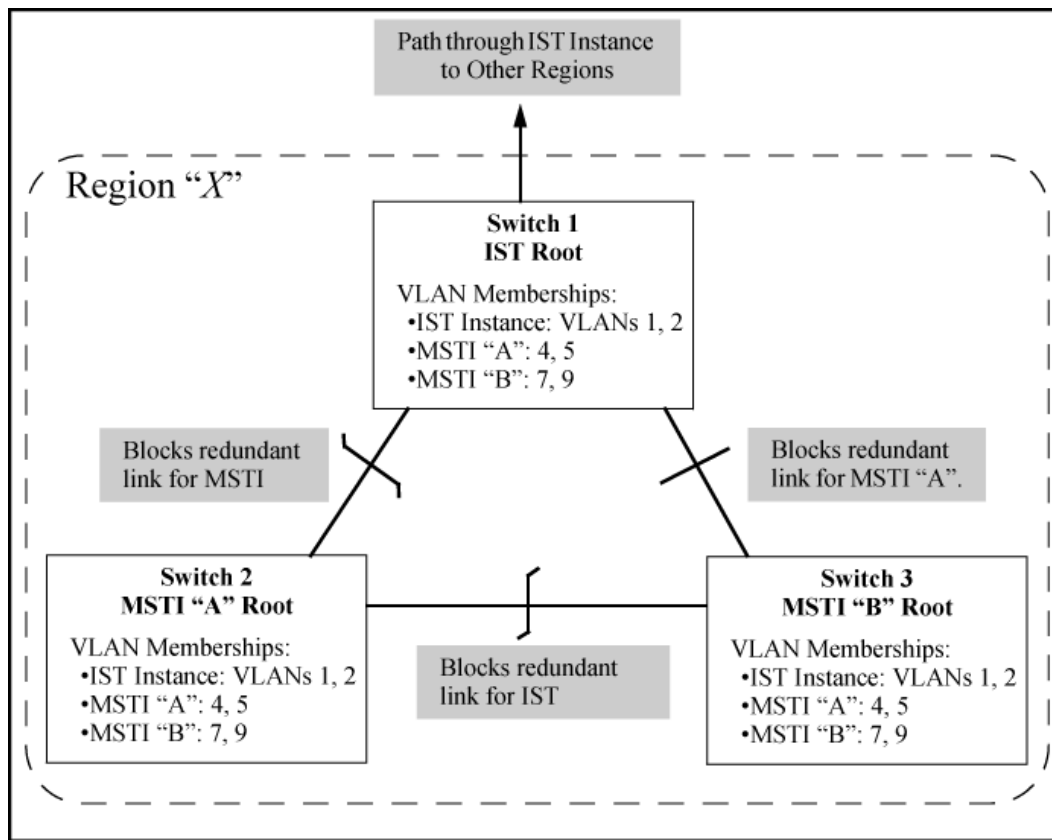 Path through IST Instance
to Other Regions
Region “X”
Switch 1
IST Root
VLAN Memberships:
•IST Instance: VLANs 1, 2
•MSTI “A”: 4, 5
•MSTI “B”: 7, 9
Blocks redundant
link for MSTI
Blocks redundant
link for MSTI “A”.
Switch 2
MSTI “A” Root
VLAN Memberships:
•IST Instance: VLANs 1, 2
•MSTI “A”: 4, 5
•MSTI “B”: 7, 9
Blocks redundant
link for IST
Switch 3
MSTI “B” Root
VLAN Memberships:
•IST Instance: VLANs 1, 2
•MSTI “A”: 4, 5
•MSTI “B”: 7, 9